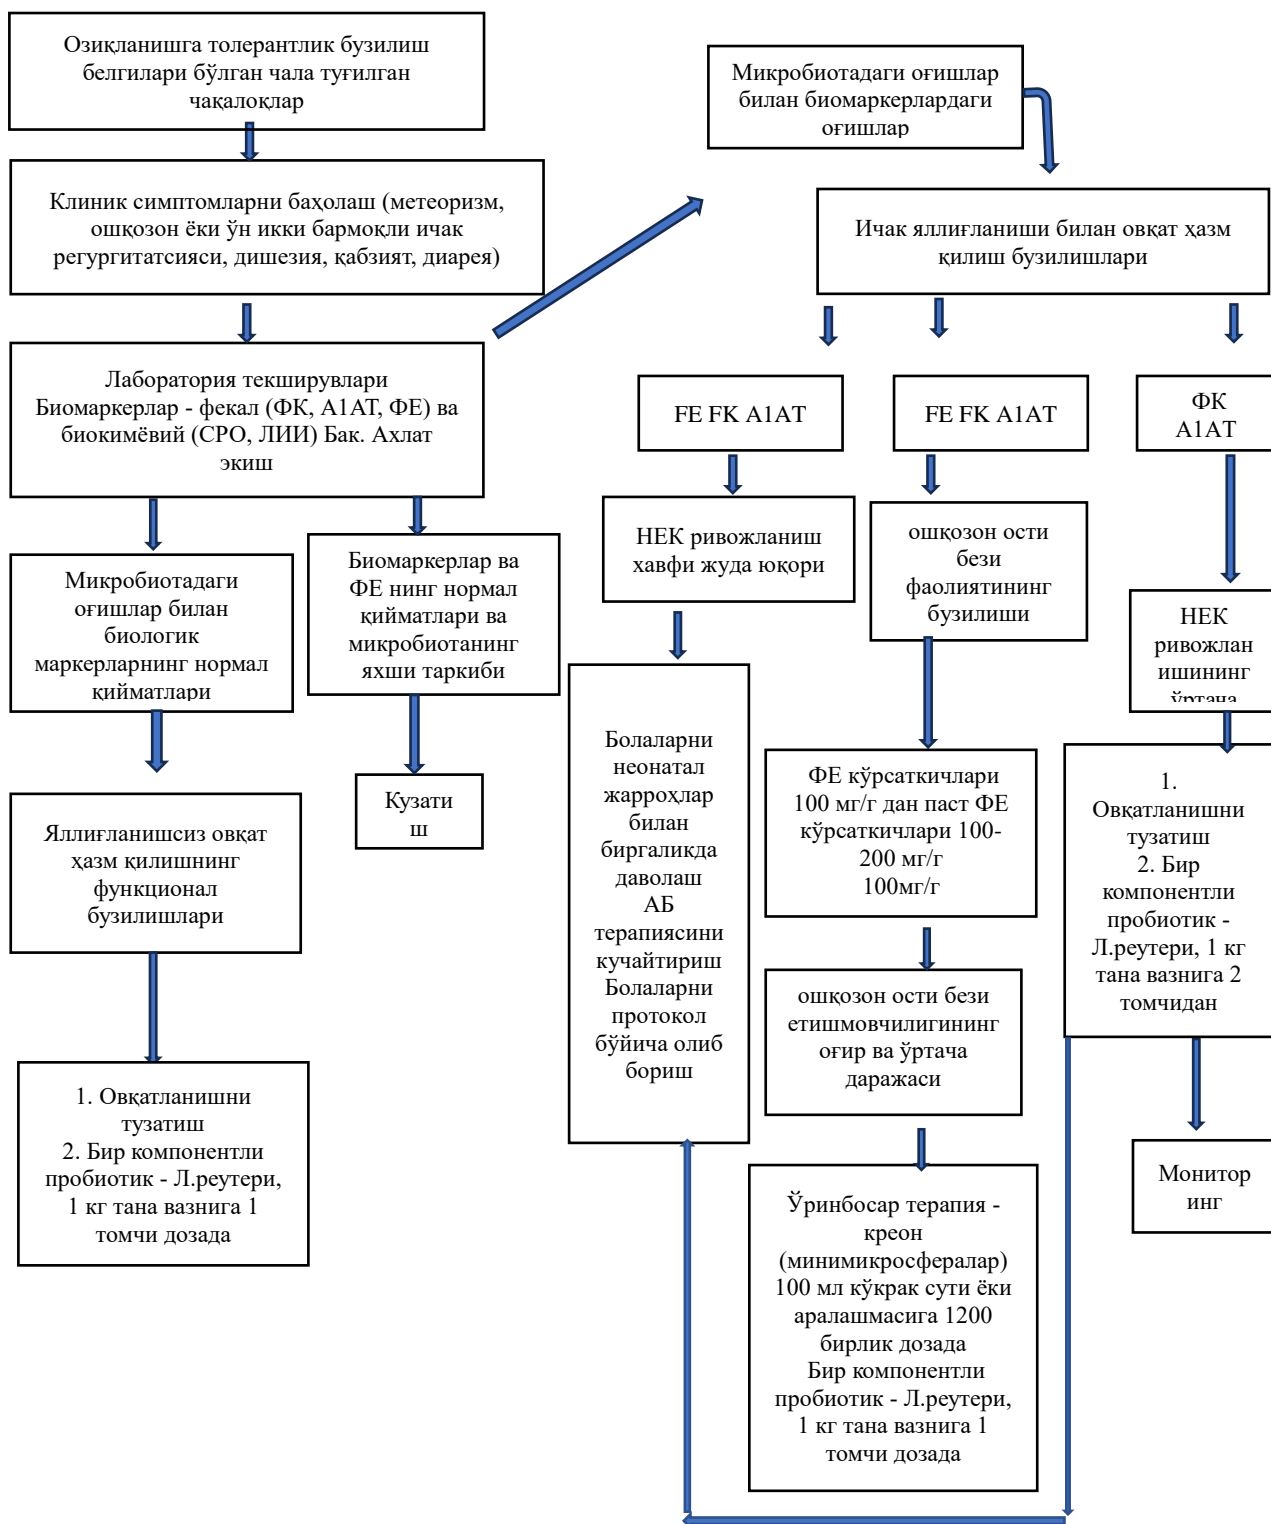 Озиқланишга толерантлик бузилиш
белгилари бўлган чала туғилган
чақалоқлар
Клиник симптомларни баҳолаш (метеоризм,
ошқозон ёки ўн икки бармоқли ичак
регургитатсияси, дишезия, қабзият, диарея)
Лаборатория текширувлари
Биомаркерлар - фекал (ФК, А1АТ, ФЕ) ва
биокимёвий (СРО, ЛИИ) Бак. Ахлат
экиш
Микробиотадаги
оғишлар билан
биологик
маркерларнинг нормал
қийматлари
Биомаркерлар ва
ФЕ нинг нормал
қийматлари ва
микробиотанинг
яхши таркиби
Яллиғланишсиз овқат
ҳазм қилишнинг
функционал
бузилишлари
Кузати
ш
1. Овқатланишни
тузатиш
2. Бир компонентли
пробиотик - Л.реутери,
1 кг тана вазнига 1
томчи дозада
Микробиотадаги оғишлар
билан биомаркерлардаги
оғишлар
Ичак яллиғланиши билан овқат ҳазм
қилиш бузилишлари
FE FK A1AT
НЕК ривожланиш
хавфи жуда юқори
Болаларни
неонатал
жарроҳлар
билан
биргаликда
даволаш
АБ
терапиясини
кучайтириш
Болаларни
протокол
бўйича олиб
бориш
FE FK A1AT
ошқозон ости
бези
фаолиятининг
бузилиши
ФЕ кўрсаткичлари
100 мг/г дан паст ФЕ
кўрсаткичлари 100-
200 мг/г
100мг/г
ошқозон ости бези
етишмовчилигининг
оғир ва ўртача
даражаси
Ўринбосар терапия -
креон
(минимикросфералар)
100 мл кўкрак сути ёки
аралашмасига 1200
бирлик дозада
Бир компонентли
пробиотик - Л.реутери,
1 кг тана вазнига 1
томчи дозада
ФК
А1АТ
НЕК
ривожлан
ишининг
ўртача
1.
Овқатланишни
тузатиш
2. Бир
компонентли
пробиотик -
Л.реутери, 1 кг
тана вазнига 2
томчидан
Монитор
инг